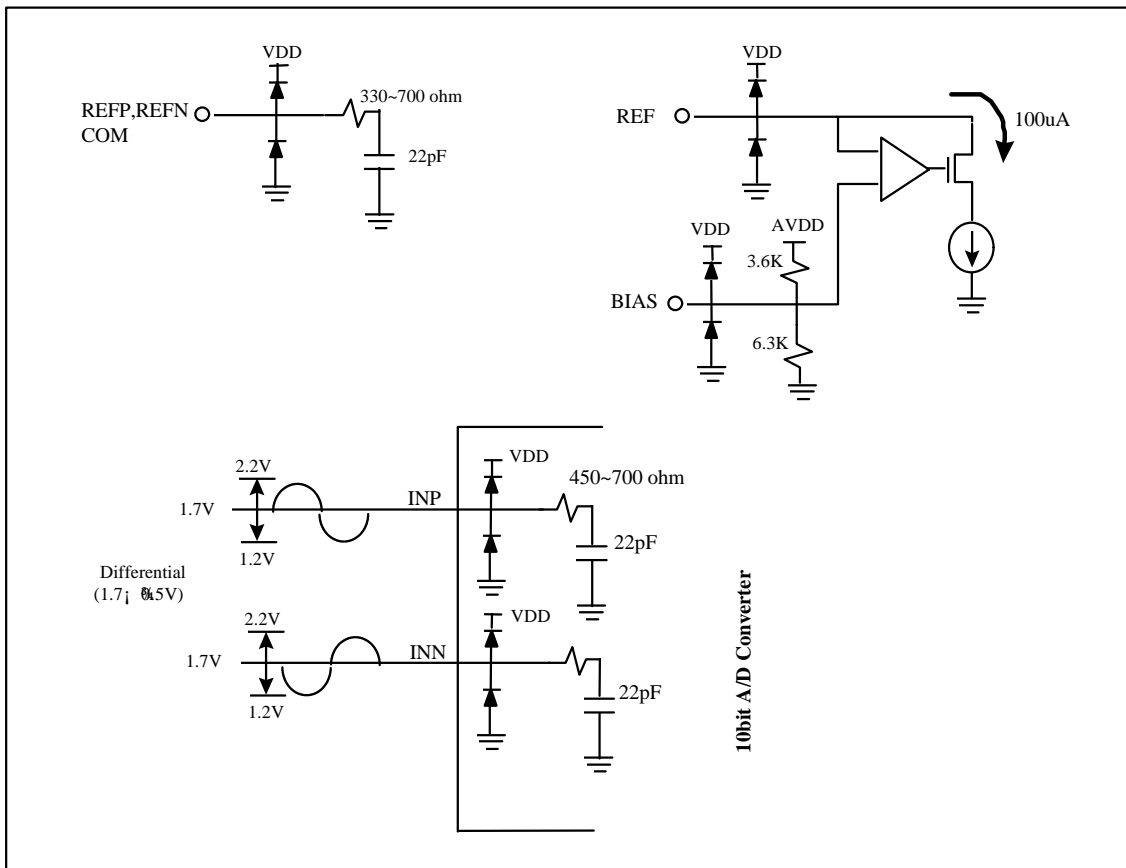 VDD
REFP,REFN
COM
330~700 ohm
22pF
VDD
REF
100uA
VDD
AVDD
3.6K
BIAS
6.3K
2.2V
1.7V
1.2V
INP
VDD
450~700 ohm
22pF
Differential
2.2V
1.7V
1.2V
INN
VDD
22pF
10bit A/D Converter